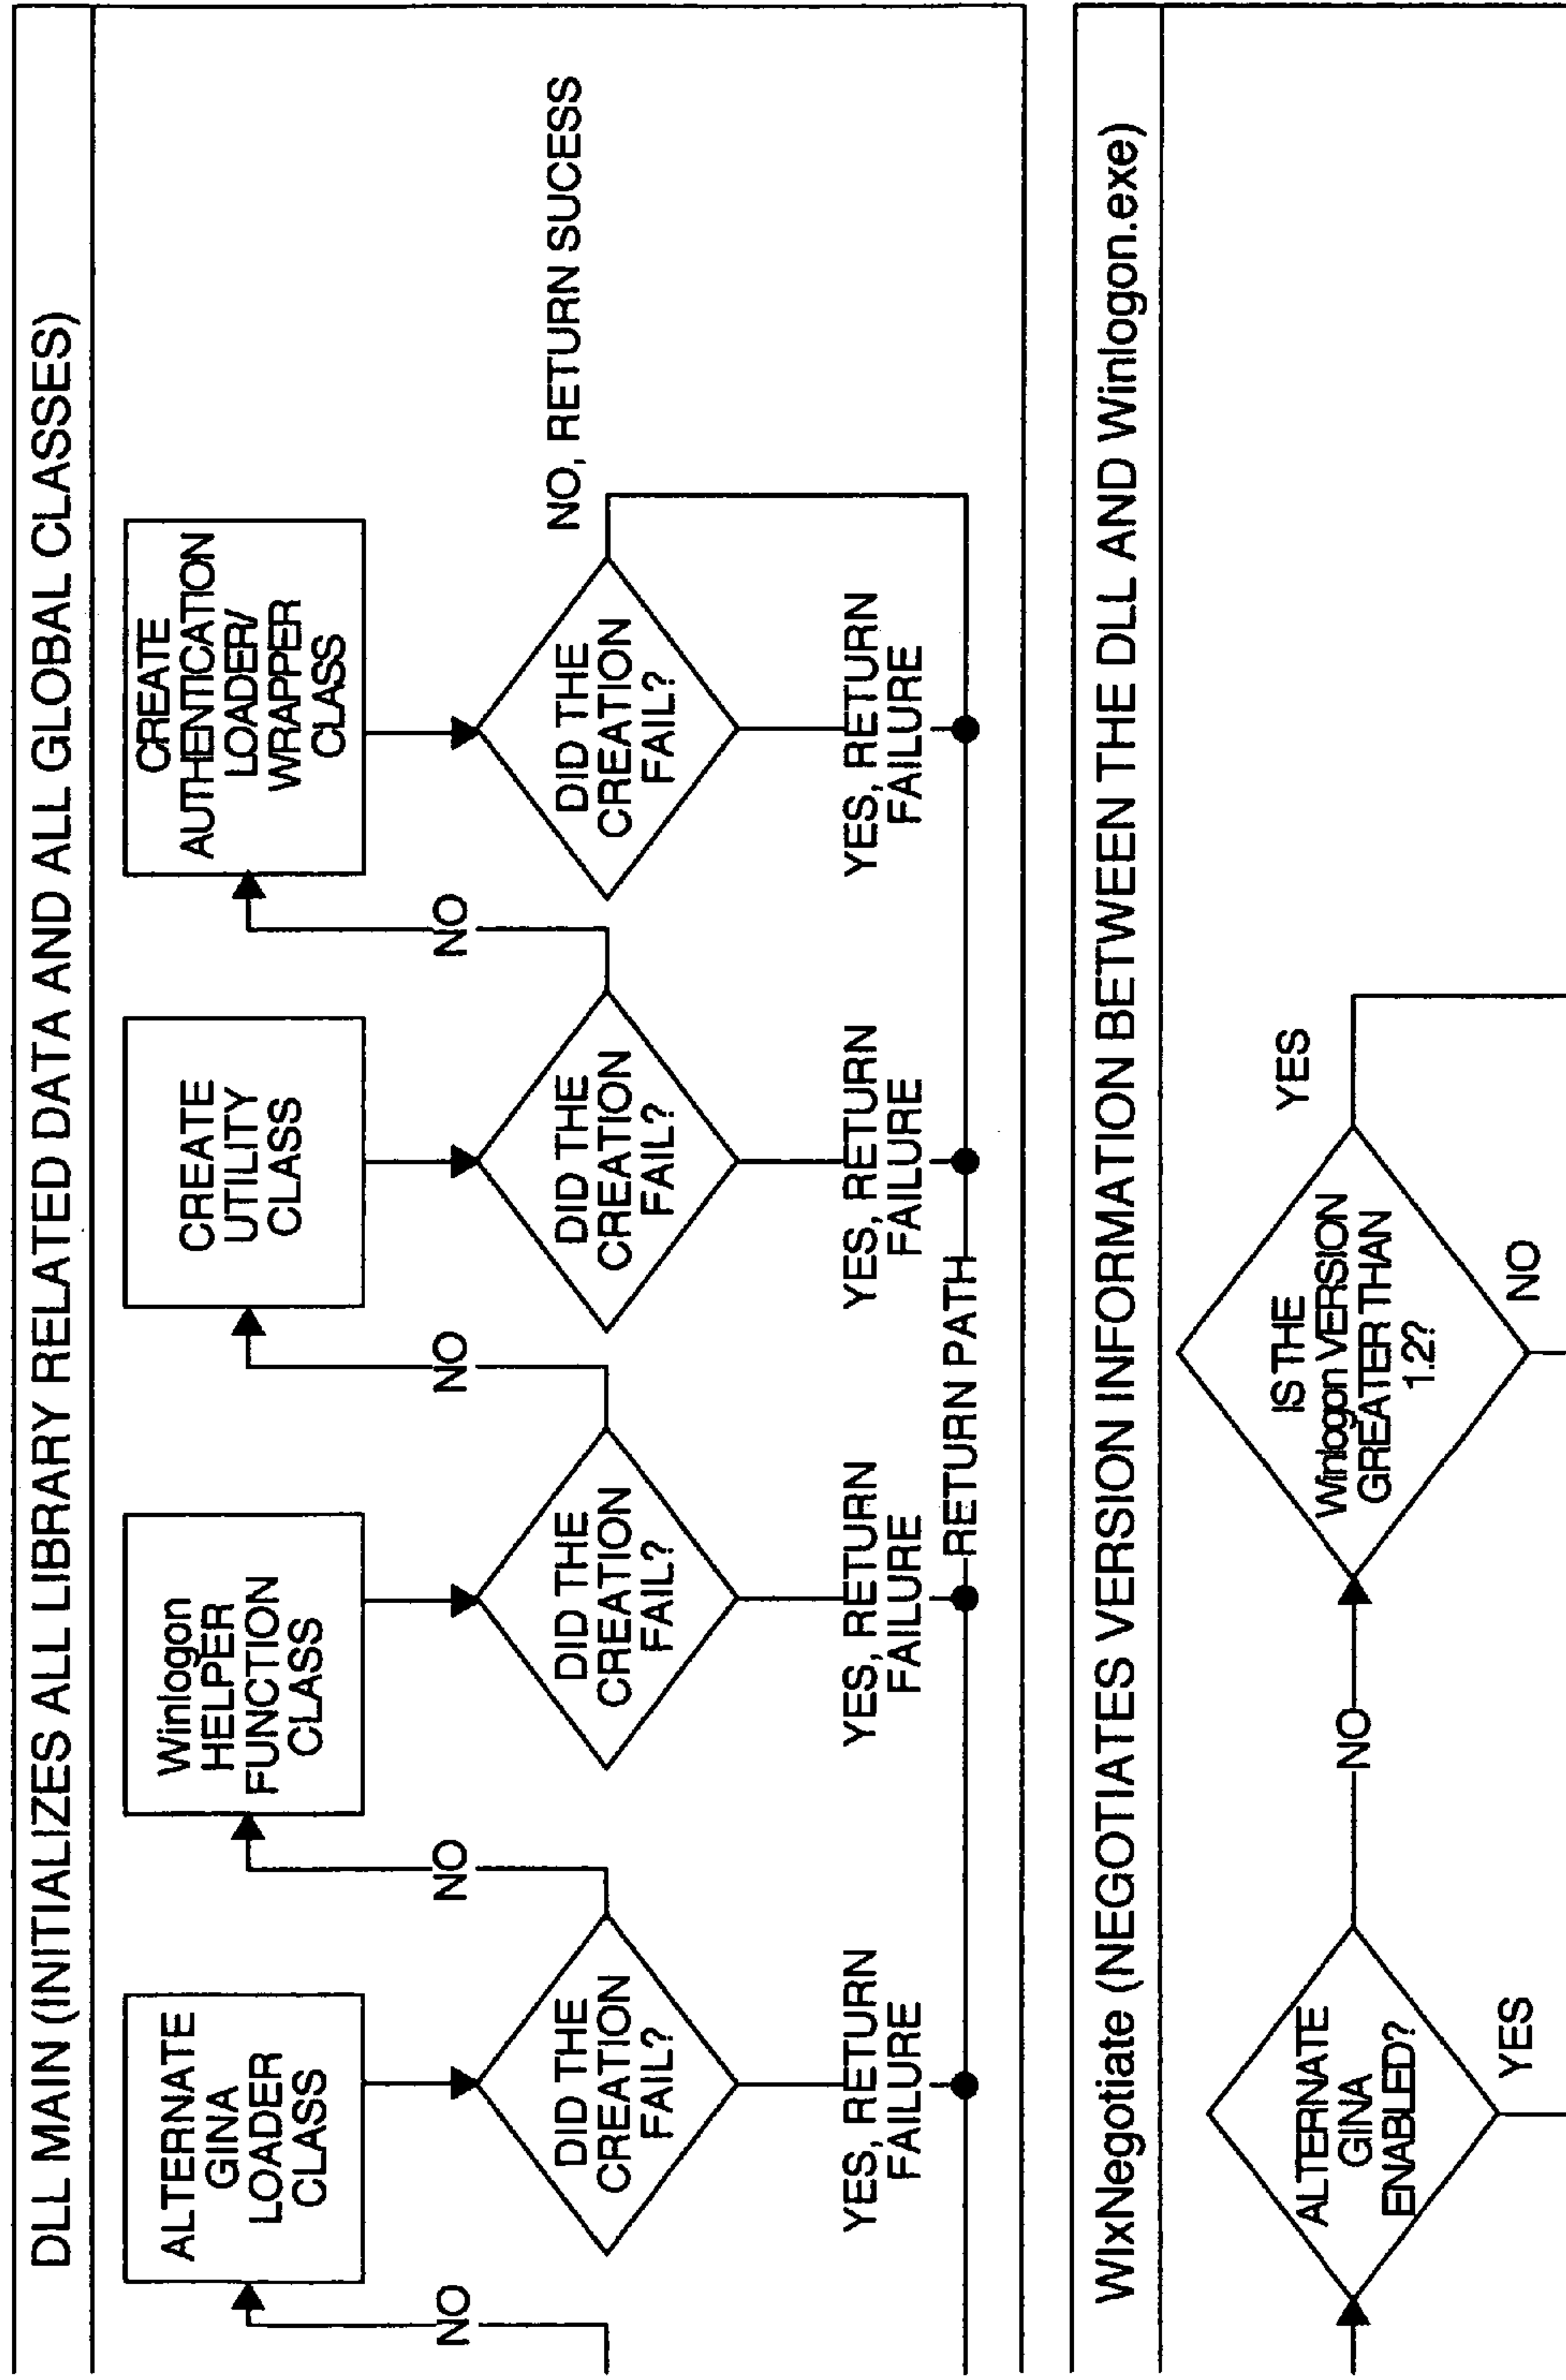 DLL MAIN (INITIALIZES ALL LIBRARY RELATED DATA AND ALL GLOBAL CLASSES)
NO
ALTERNATE
GINA
LOADER
CLASS
DID THE
CREATION
FAIL?
YES, RETURN
FAILURE
NO
Winlogon
HELPER
FUNCTION
CLASS
DID THE
CREATION
FAIL?
YES, RETURN
FAILURE
NO
CREATE
UTILITY
CLASS
DID THE
CREATION
FAIL?
YES, RETURN
FAILURE
NO
CREATE
AUTHENTICATION
LOADER/
WRAPPER
CLASS
DID THE
CREATION
FAIL?
YES, RETURN
FAILURE
NO, RETURN SUCESS
RETURN PATH
WlxNegotiate (NEGOTIATES VERSION INFORMATION BETWEEN THE DLL AND Winlogon.exe)
ALTERNATE
GINA
ENABLED?
YES
NO
IS THE
Winlogon VERSION
GREATER THAN
1.2?
YES
NO